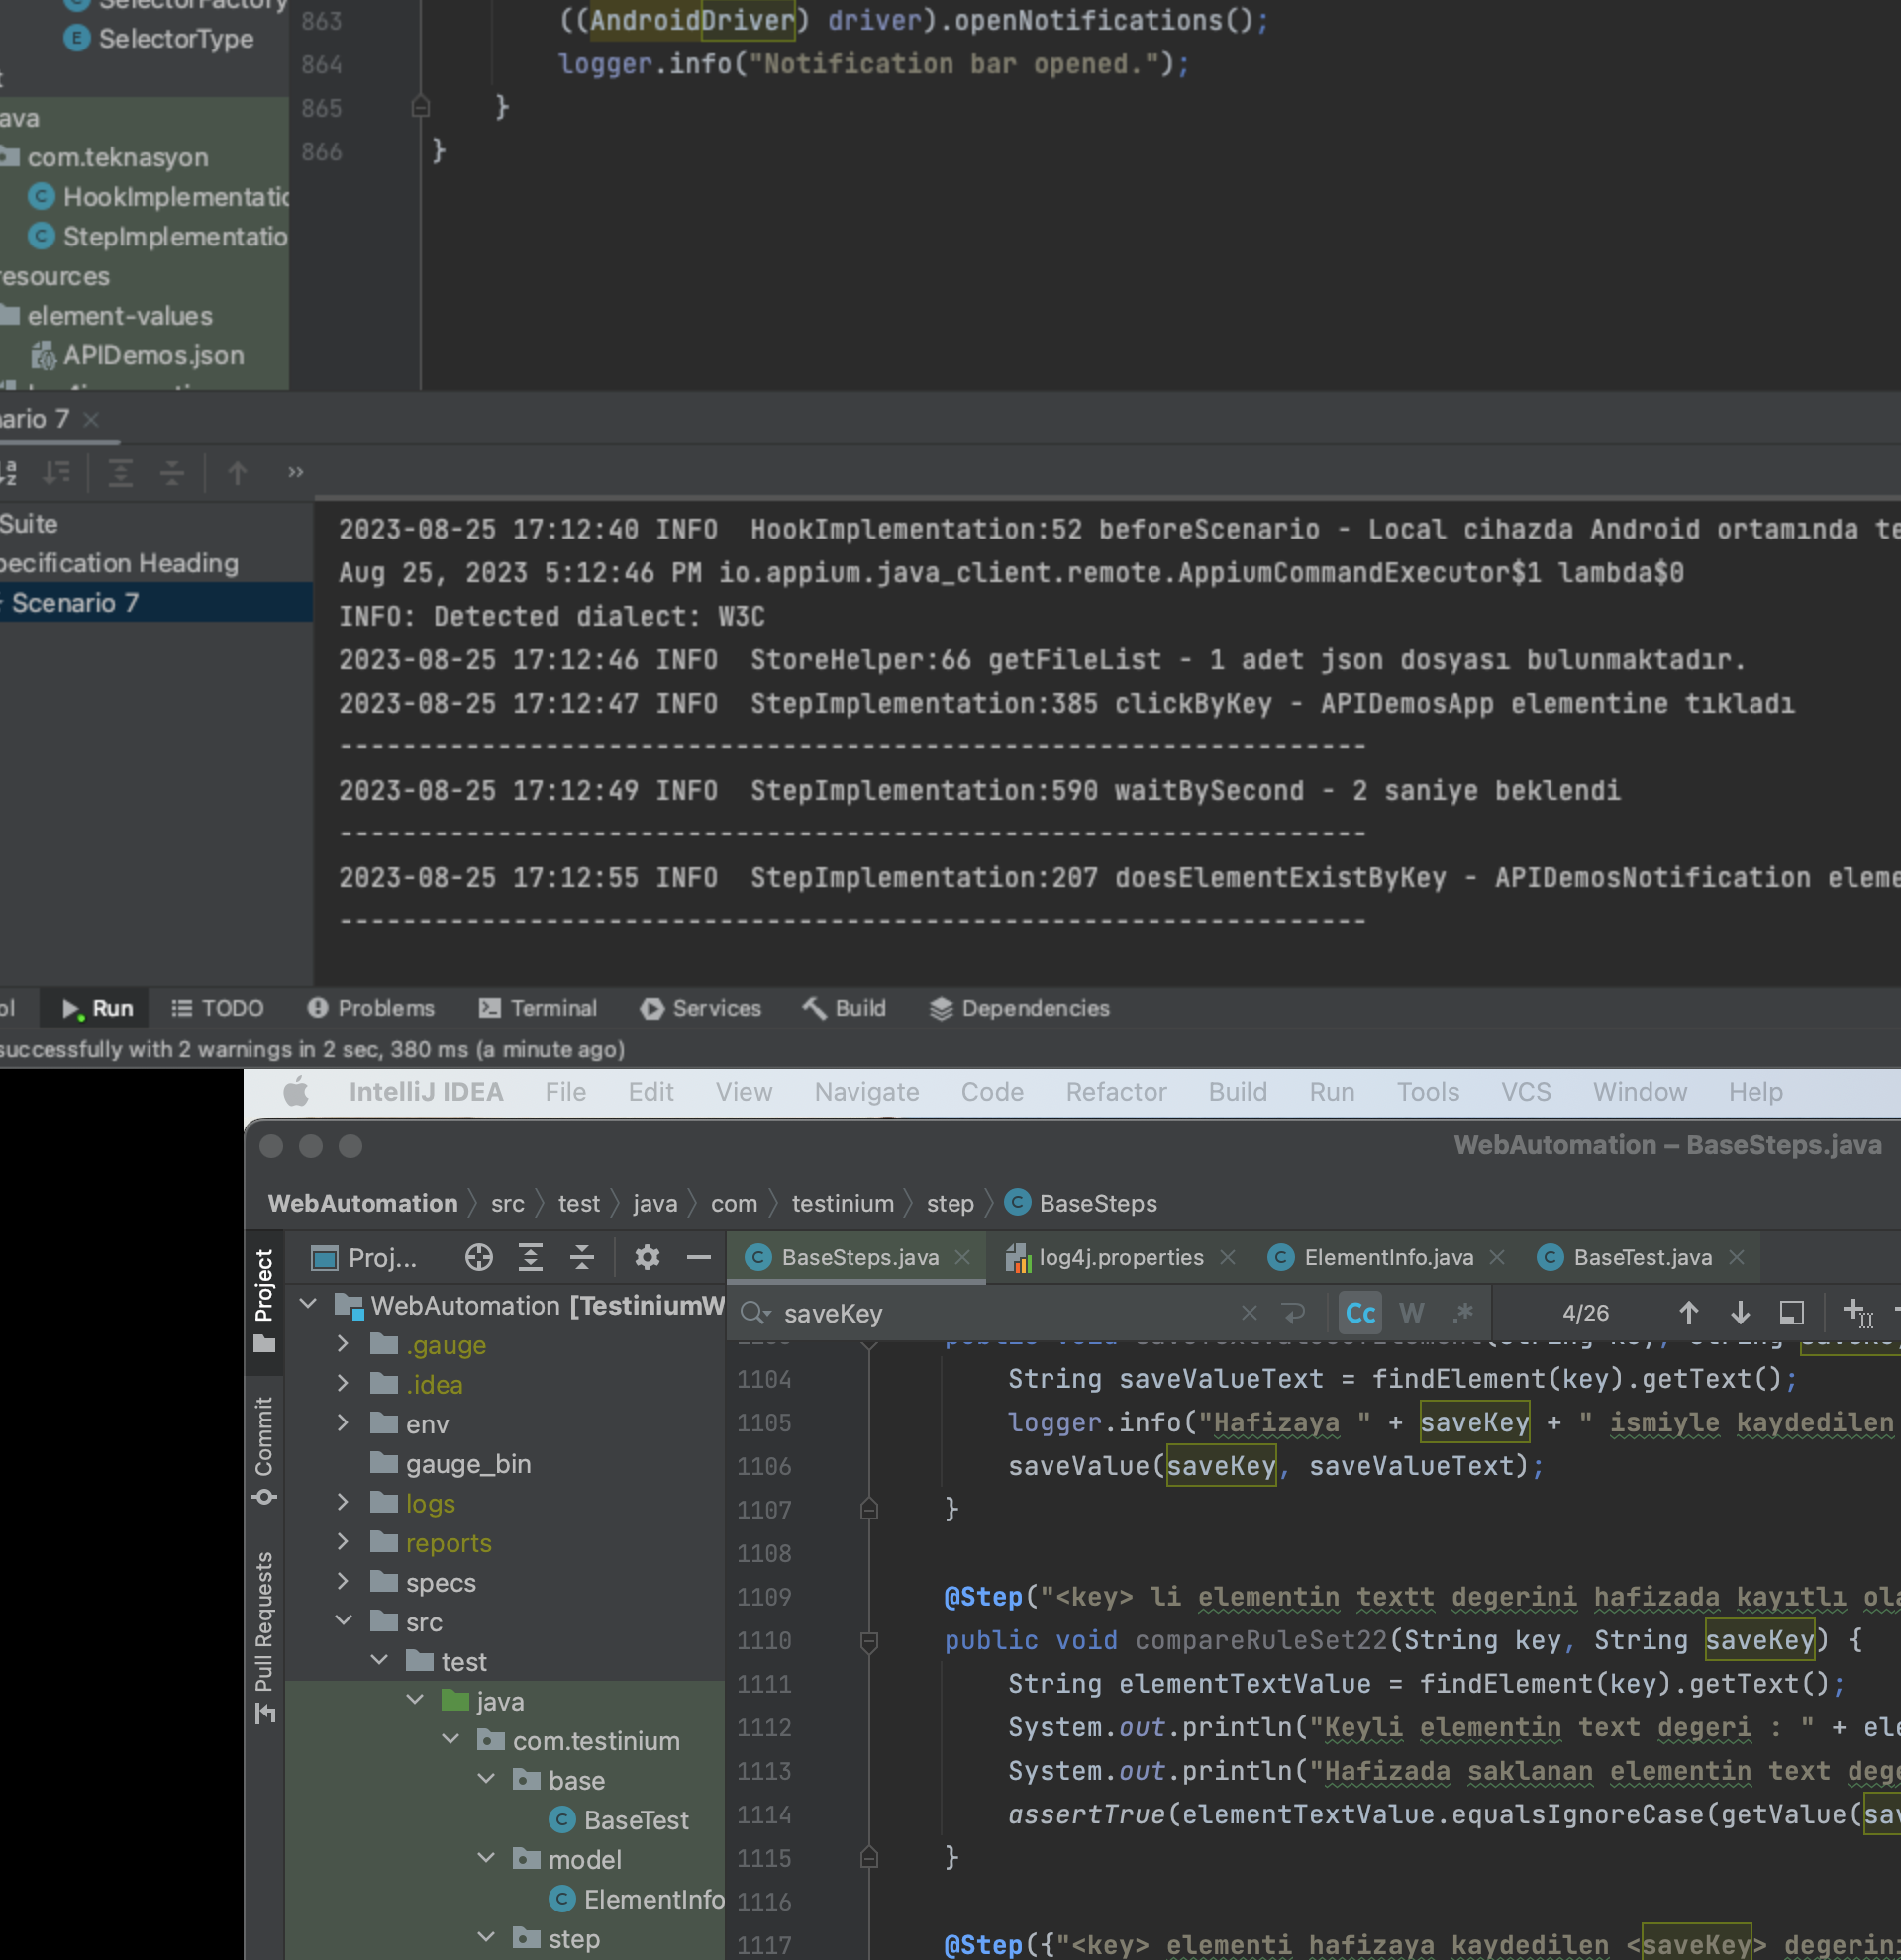 SelectorFactory
SelectorType
863 ((AndroidDriver) driver).openNotifications();
864 logger.info("Notification bar opened.");
865 }
866 }
ava
com.teknasyon
HookImplementatic
StepImplementatio
resources
element-values
APIDemos.json
nario 7
Suite
pecification Heading
Scenario 7
2023-08-25 17:12:40 INFO  HookImplementation:52 beforeScenario - Local cihazda Android ortamında te
Aug 25, 2023 5:12:46 PM io.appium.java_client.remote.AppiumCommandExecutor$1 lambda$0
INFO: Detected dialect: W3C
2023-08-25 17:12:46 INFO  StoreHelper:66 getFileList - 1 adet json dosyası bulunmaktadır.
2023-08-25 17:12:47 INFO  StepImplementation:385 clickByKey - APIDemosApp elementine tıkladı
-----------------------------------------------------------------
2023-08-25 17:12:49 INFO  StepImplementation:590 waitBySecond - 2 saniye beklendi
-----------------------------------------------------------------
2023-08-25 17:12:55 INFO  StepImplementation:207 doesElementExistByKey - APIDemosNotification eleme
-----------------------------------------------------------------
ol Run TODO Problems Terminal Services Build Dependencies
successfully with 2 warnings in 2 sec, 380 ms (a minute ago)
IntelliJ IDEA File Edit View Navigate Code Refactor Build Run Tools VCS Window Help
WebAutomation – BaseSteps.java
WebAutomation src test java com testinium step BaseSteps
Project
Commit
Pull Requests
Proj...
WebAutomation [TestiniumW
.gauge
.idea
env
gauge_bin
logs
reports
specs
src
test
java
com.testinium
base
BaseTest
model
ElementInfo
step
BaseSteps.java log4j.properties ElementInfo.java BaseTest.java
saveKey Cc W .* 4/26
1104 String saveValueText = findElement(key).getText();
1105 logger.info("Hafizaya " + saveKey + " ismiyle kaydedilen
1106 saveValue(saveKey, saveValueText);
1107 }
1108
1109 @Step("<key> li elementin textt degerini hafizada kayıtlı ola
1110 public void compareRuleSet22(String key, String saveKey) {
1111 String elementTextValue = findElement(key).getText();
1112 System.out.println("Keyli elementin text degeri : " + ele
1113 System.out.println("Hafizada saklanan elementin text dege
1114 assertTrue(elementTextValue.equalsIgnoreCase(getValue(sav
1115 }
1116
1117 @Step({"<key> elementi hafizaya kaydedilen <saveKey> degerin